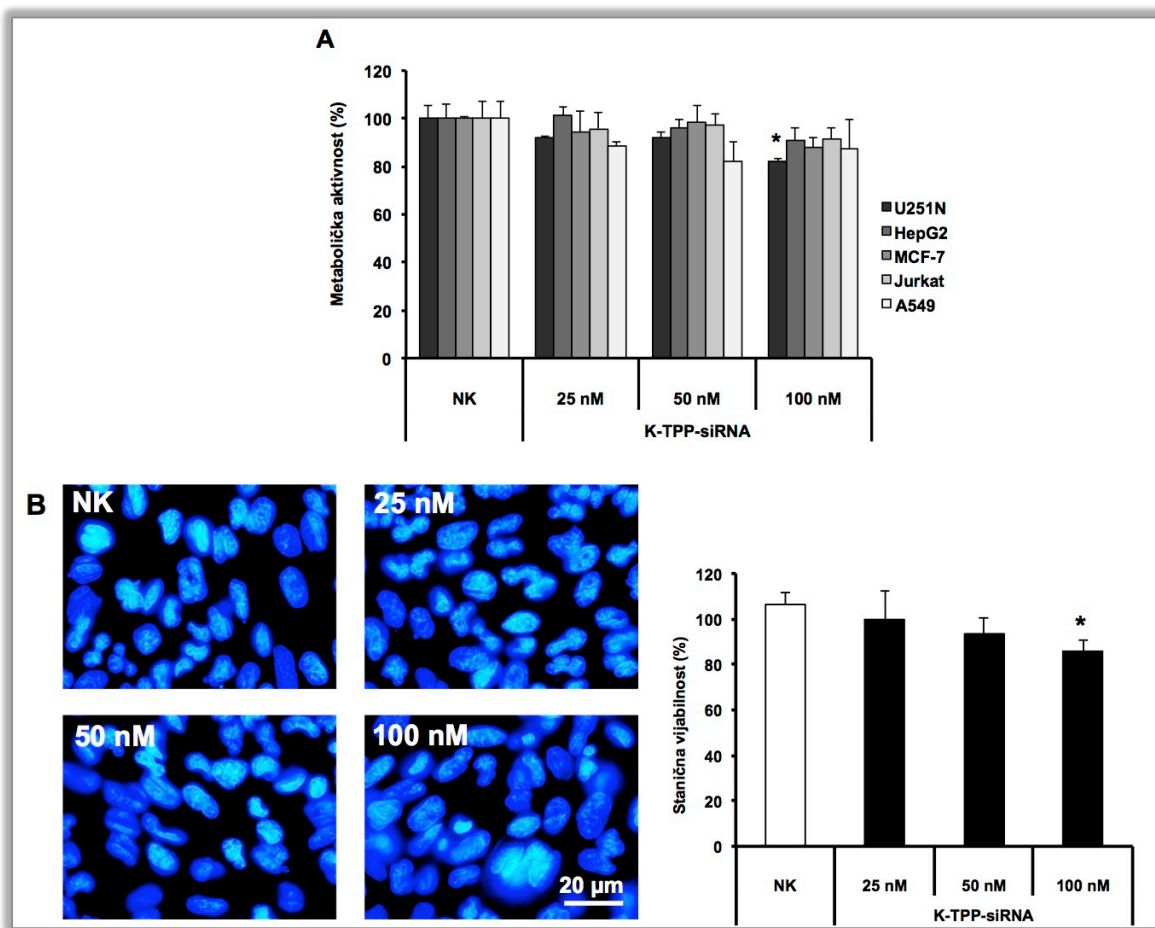 A
Metabolička aktivnost (%)
120
100
80
60
40
20
0
*
NK
25 nM
50 nM
100 nM
K-TPP-siRNA
U251N
HepG2
MCF-7
Jurkat
A549
B
NK
25 nM
50 nM
100 nM
20 µm
Stanična vijabilnost (%)
120
100
80
60
40
20
0
*
NK
25 nM
50 nM
100 nM
K-TPP-siRNA